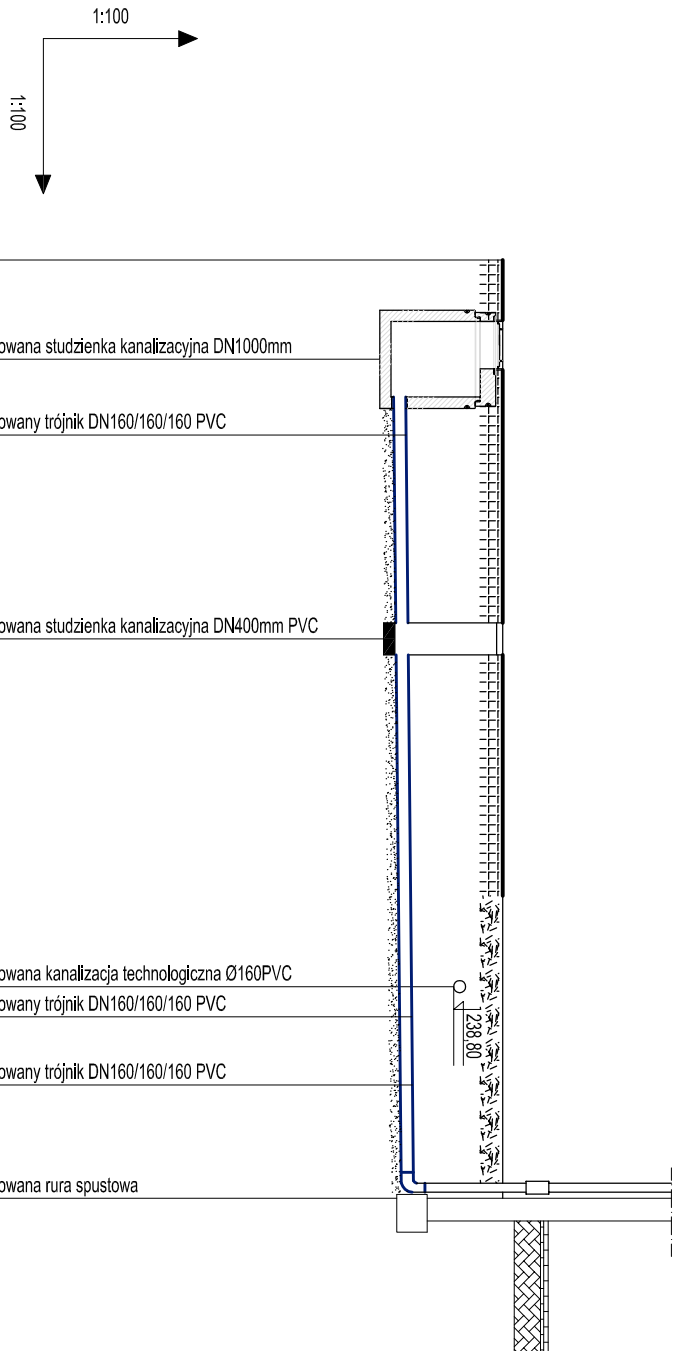 1:100
1:100
owana studzienka kanalizacyjna DN1000mm
owany trójnik DN160/160/160 PVC
owana studzienka kanalizacyjna DN400mm PVC
owana kanalizacja technologiczna Ø160PVC
owany trójnik DN160/160/160 PVC
238,80
owany trójnik DN160/160/160 PVC
owana rura spustowa